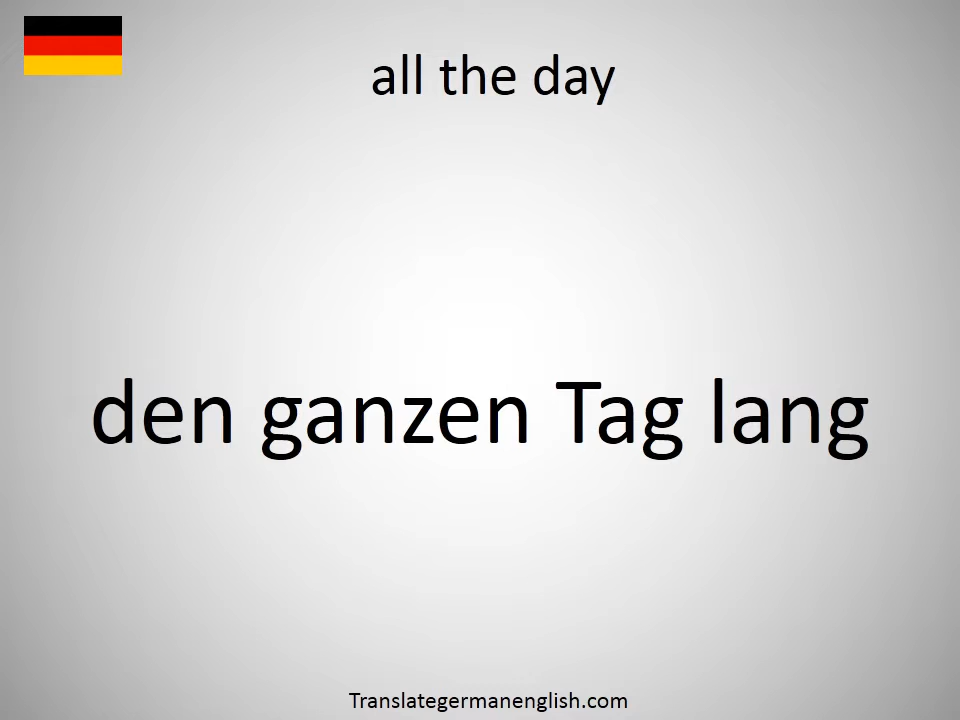 all the day
den ganzen Tag lang
Translategermanenglish.com